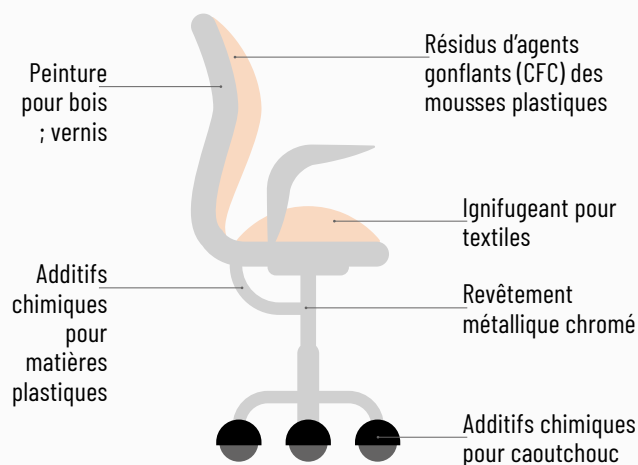 Peinture
pour bois
; vernis
Résidus d'agents
gonflants (CFC) des
mousses plastiques
Ignifugeant pour
textiles
Additifs
chimiques
pour
matières
plastiques
Revêtement
métallique chromé
Additifs chimiques
pour caoutchouc